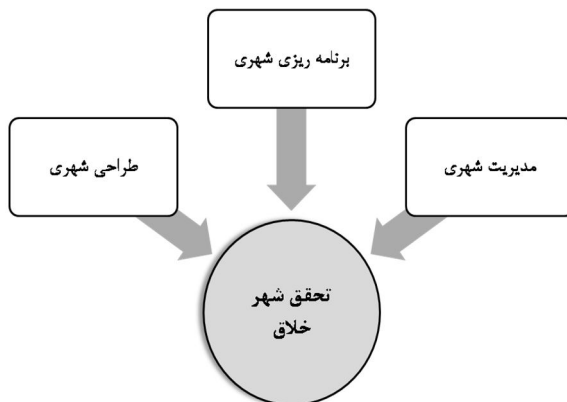 برنامه ریزی شهری
مدیریت شهری
طراحی شهری
تحقق شهر
خلاق